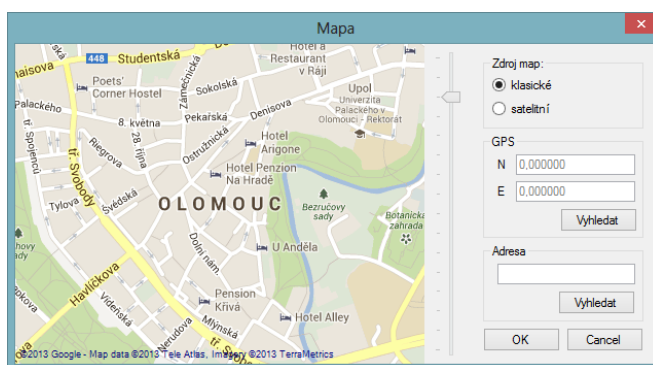 Mapa
Zdroj map:
klasické
satelitní
GPS
N 0,000000
E 0,000000
Vyhledat
Adresa
Vyhledat
OK
Cancel
448
Studentská
Hotel a
Restaurant
v Ráji
Poets'
Corner Hostel
Zámečnická
Sokolská
Upol
Univerzita
Palackého v
Olomouci - Rektorát
Palackého
8. května
Pekařská
Denisova
tř. Spojenců
28. října
Riegrova
Ostružnická
Hotel
Arigone
tř. Svobody
Hotel Penzion
Na Hradě
Tylova
Švédská
OLOMOUC
Bezručovy
sady
Botanická
zahrada
Dolní nám.
U Anděla
Havlíčkova
Vídeňská
Pension
Křivá
Mlýnská
Hotel Alley
Nerudova
©2013 Google - Map data ©2013 Tele Atlas, Imagery ©2013 TerraMetrics